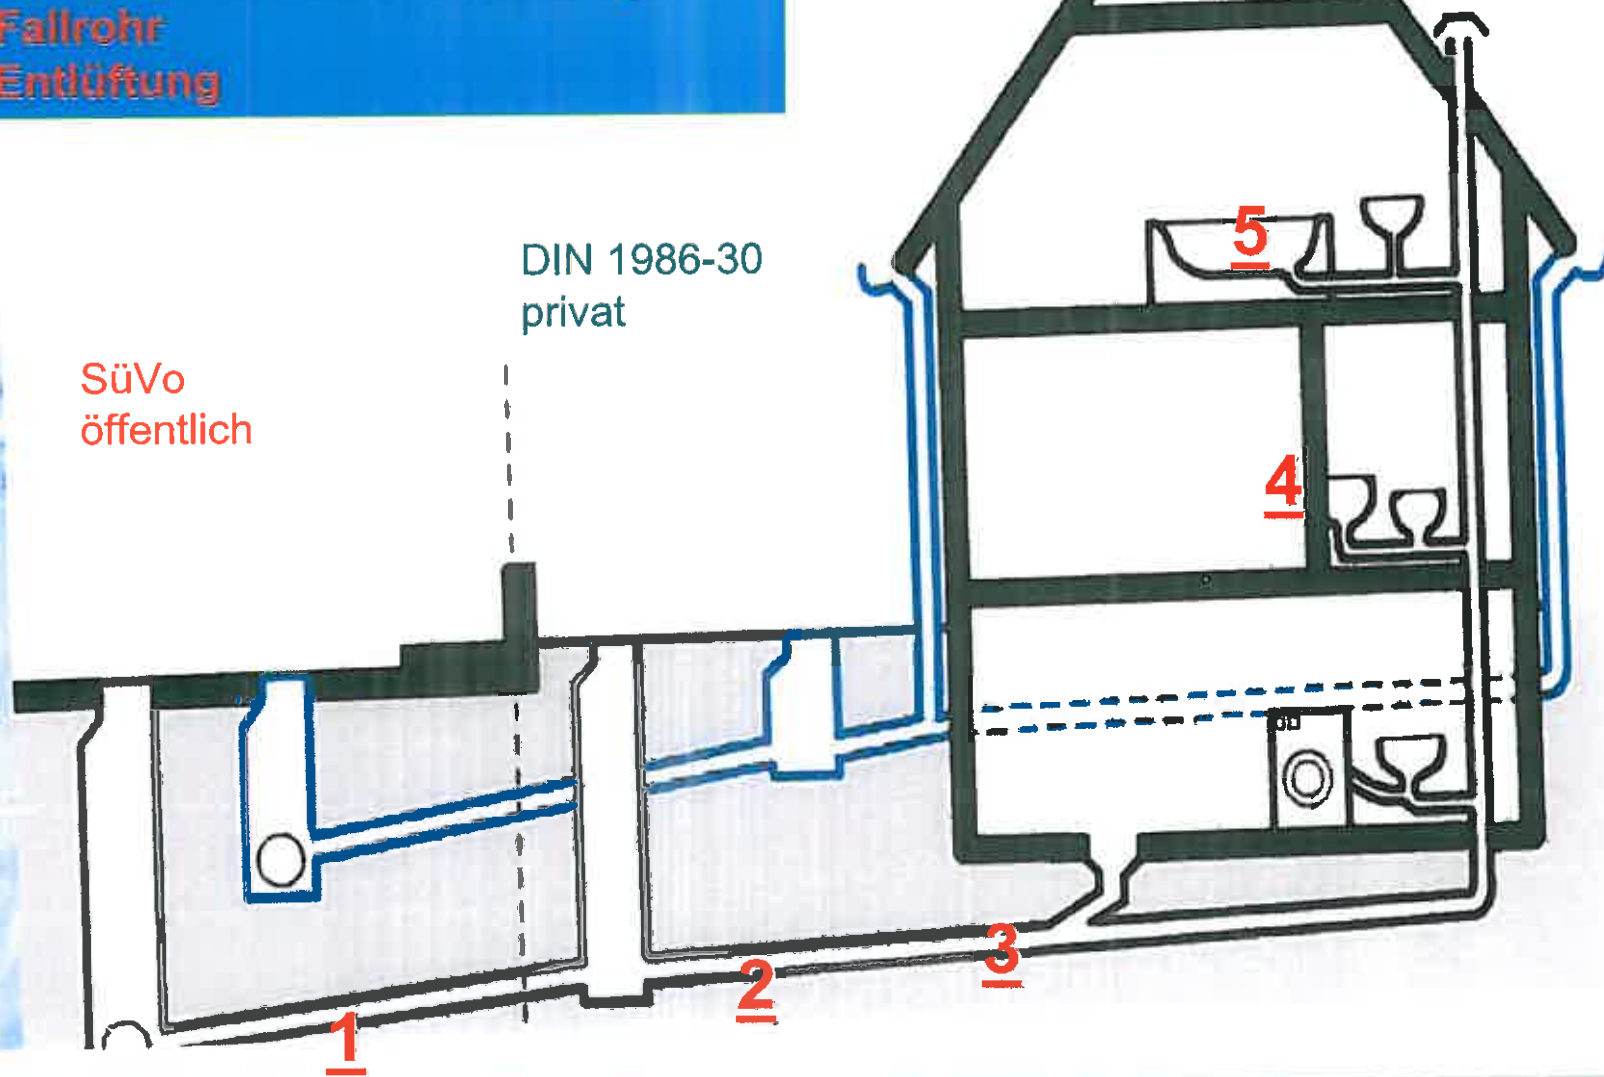 Fallrohr
Entlüftung
DIN 1986-30
privat
SüVo
öffentlich
5
4
3
2
1